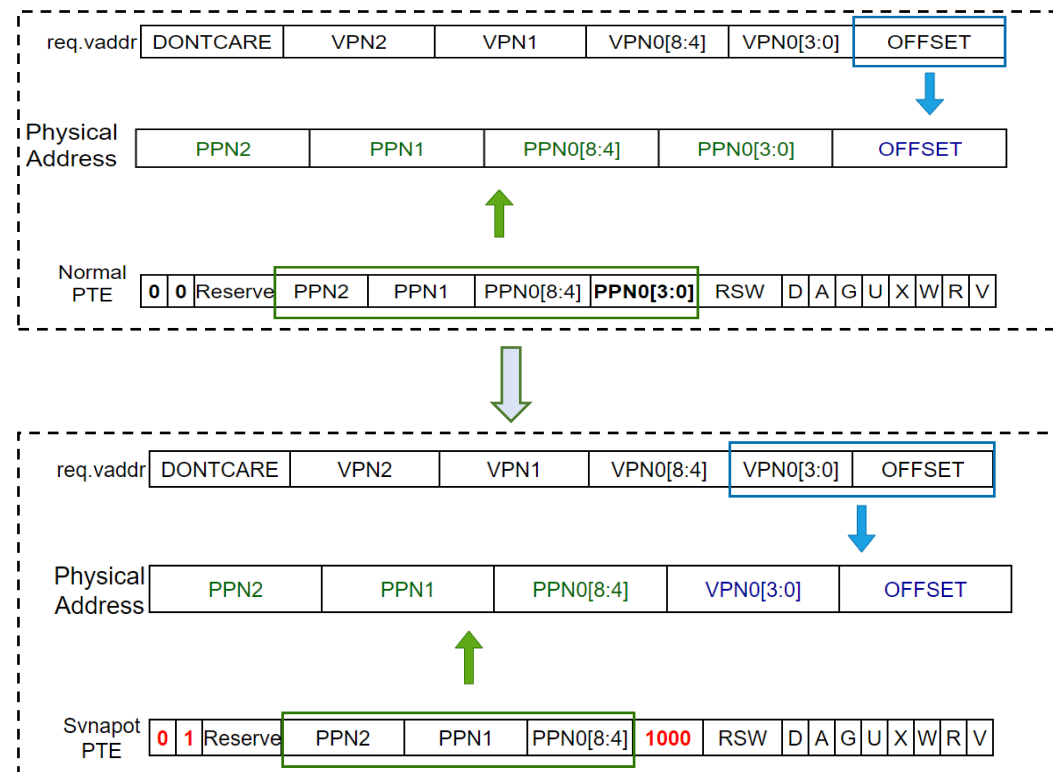 req.vaddr DONTCARE VPN2 VPN1 VPN0[8:4] VPN0[3:0] OFFSET
Physical
Address
PPN2 PPN1 PPN0[8:4] PPN0[3:0] OFFSET
Normal
PTE
0 0 Reserve PPN2 PPN1 PPN0[8:4] PPN0[3:0] RSW D A G U X W R V
req.vaddr DONTCARE VPN2 VPN1 VPN0[8:4] VPN0[3:0] OFFSET
Physical
Address
PPN2 PPN1 PPN0[8:4] VPN0[3:0] OFFSET
Svnapot
PTE
0 1 Reserve PPN2 PPN1 PPN0[8:4] 1000 RSW D A G U X W R V